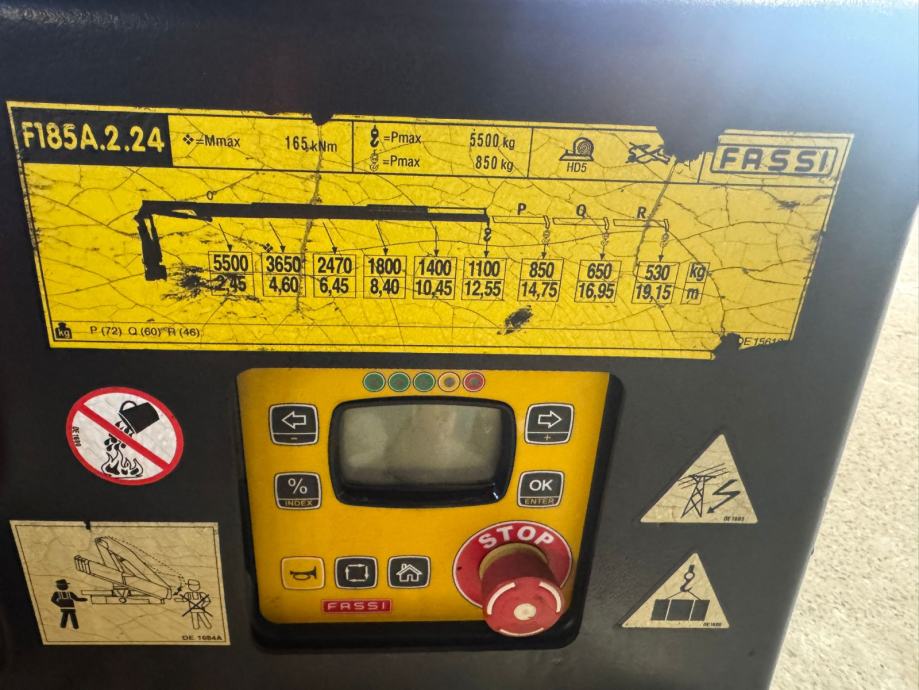 F185A.2.24
=Mmax 165 kNm
=Pmax 5500 kg
=Pmax 850 kg
HD5
FASSI
P Q R
5500 3650 2470 1800 1400 1100 850 650 530 kg
2,45 4,60 6,45 8,40 10,45 12,55 14,75 16,95 19,15 m
kg P (72) Q (60) R (46)
-
+
%
INDEX
OK
ENTER
STOP
FASSI
DE 1684A